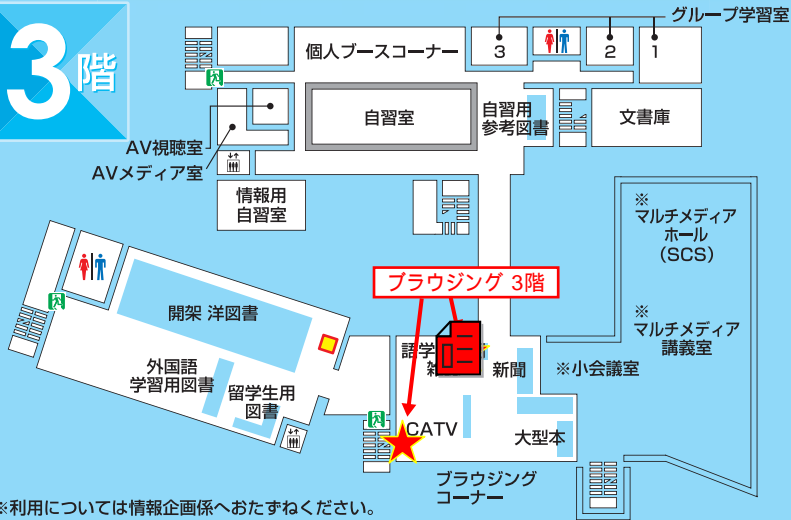 3階
グループ学習室
個人ブースコーナー
3
2
1
自習室
自習用
参考図書
文書庫
AV視聴室
AVメディア室
情報用
自習室
※
マルチメディア
ホール
(SCS)
ブラウジング 3階
※
マルチメディア
講義室
開架 洋図書
語学
新聞
※小会議室
外国語
学習用図書
留学生用
図書
CATV
大型本
ブラウジング
コーナー
※利用については情報企画係へおたずねください。